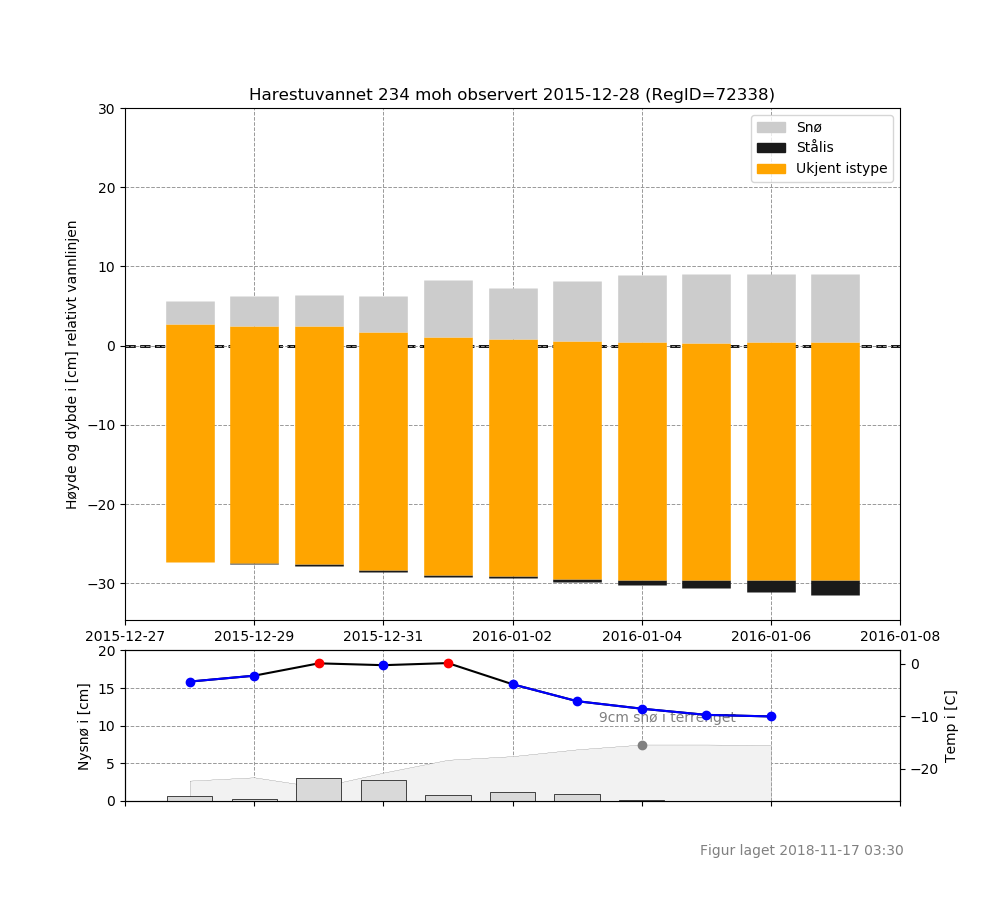 Harestuvannet 234 moh observert 2015-12-28 (RegID=72338)
Høyde og dybde i [cm] relativt vannlinjen
30
20
10
0
−10
−20
−30
Snø
Stålis
Ukjent istype
2015-12-27
2015-12-29
2015-12-31
2016-01-02
2016-01-04
2016-01-06
2016-01-08
Nysnø i [cm]
20
15
10
5
0
9cm snø i terrenget
0
−10
−20
Temp i [C]
Figur laget 2018-11-17 03:30